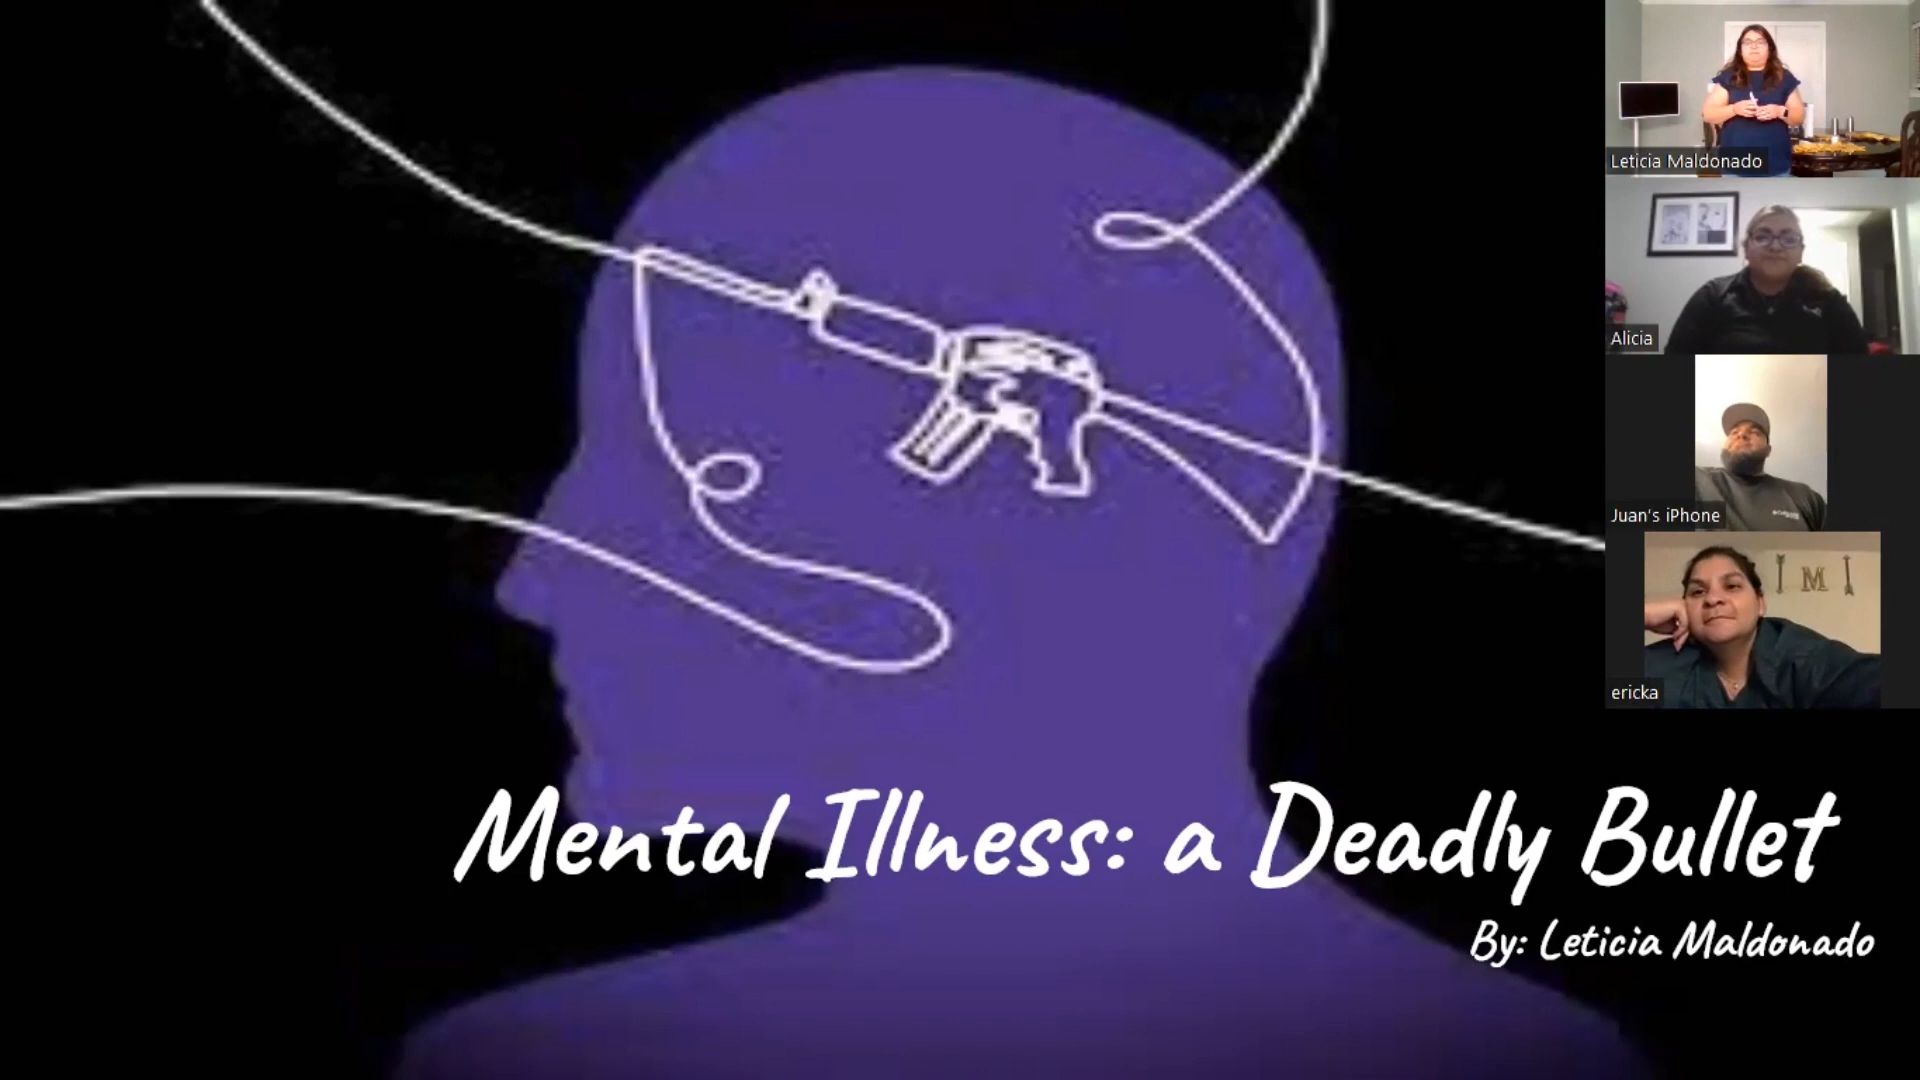 Leticia Maldonado
Alicia
Juan's iPhone
M
ericka
Mental Illness: a Deadly Bullet
By: Leticia Maldonado